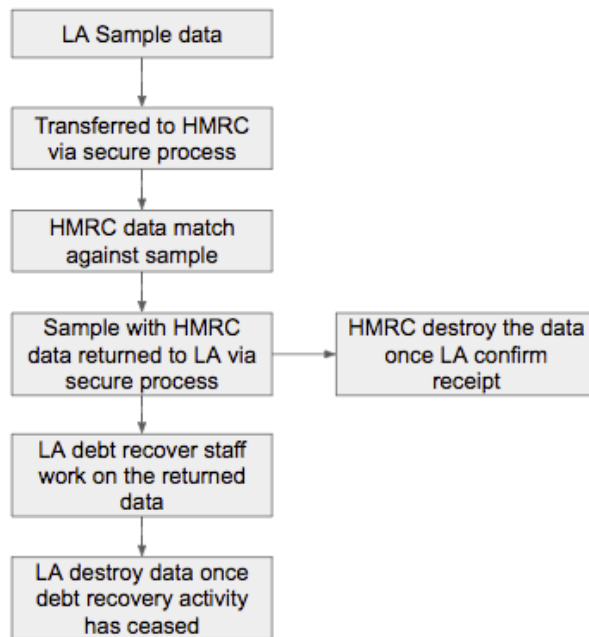 LA Sample data
Transferred to HMRC
via secure process
HMRC data match
against sample
Sample with HMRC
data returned to LA via
secure process
HMRC destroy the data
once LA confirm
receipt
LA debt recover staff
work on the returned
data
LA destroy data once
debt recovery activity
has ceased